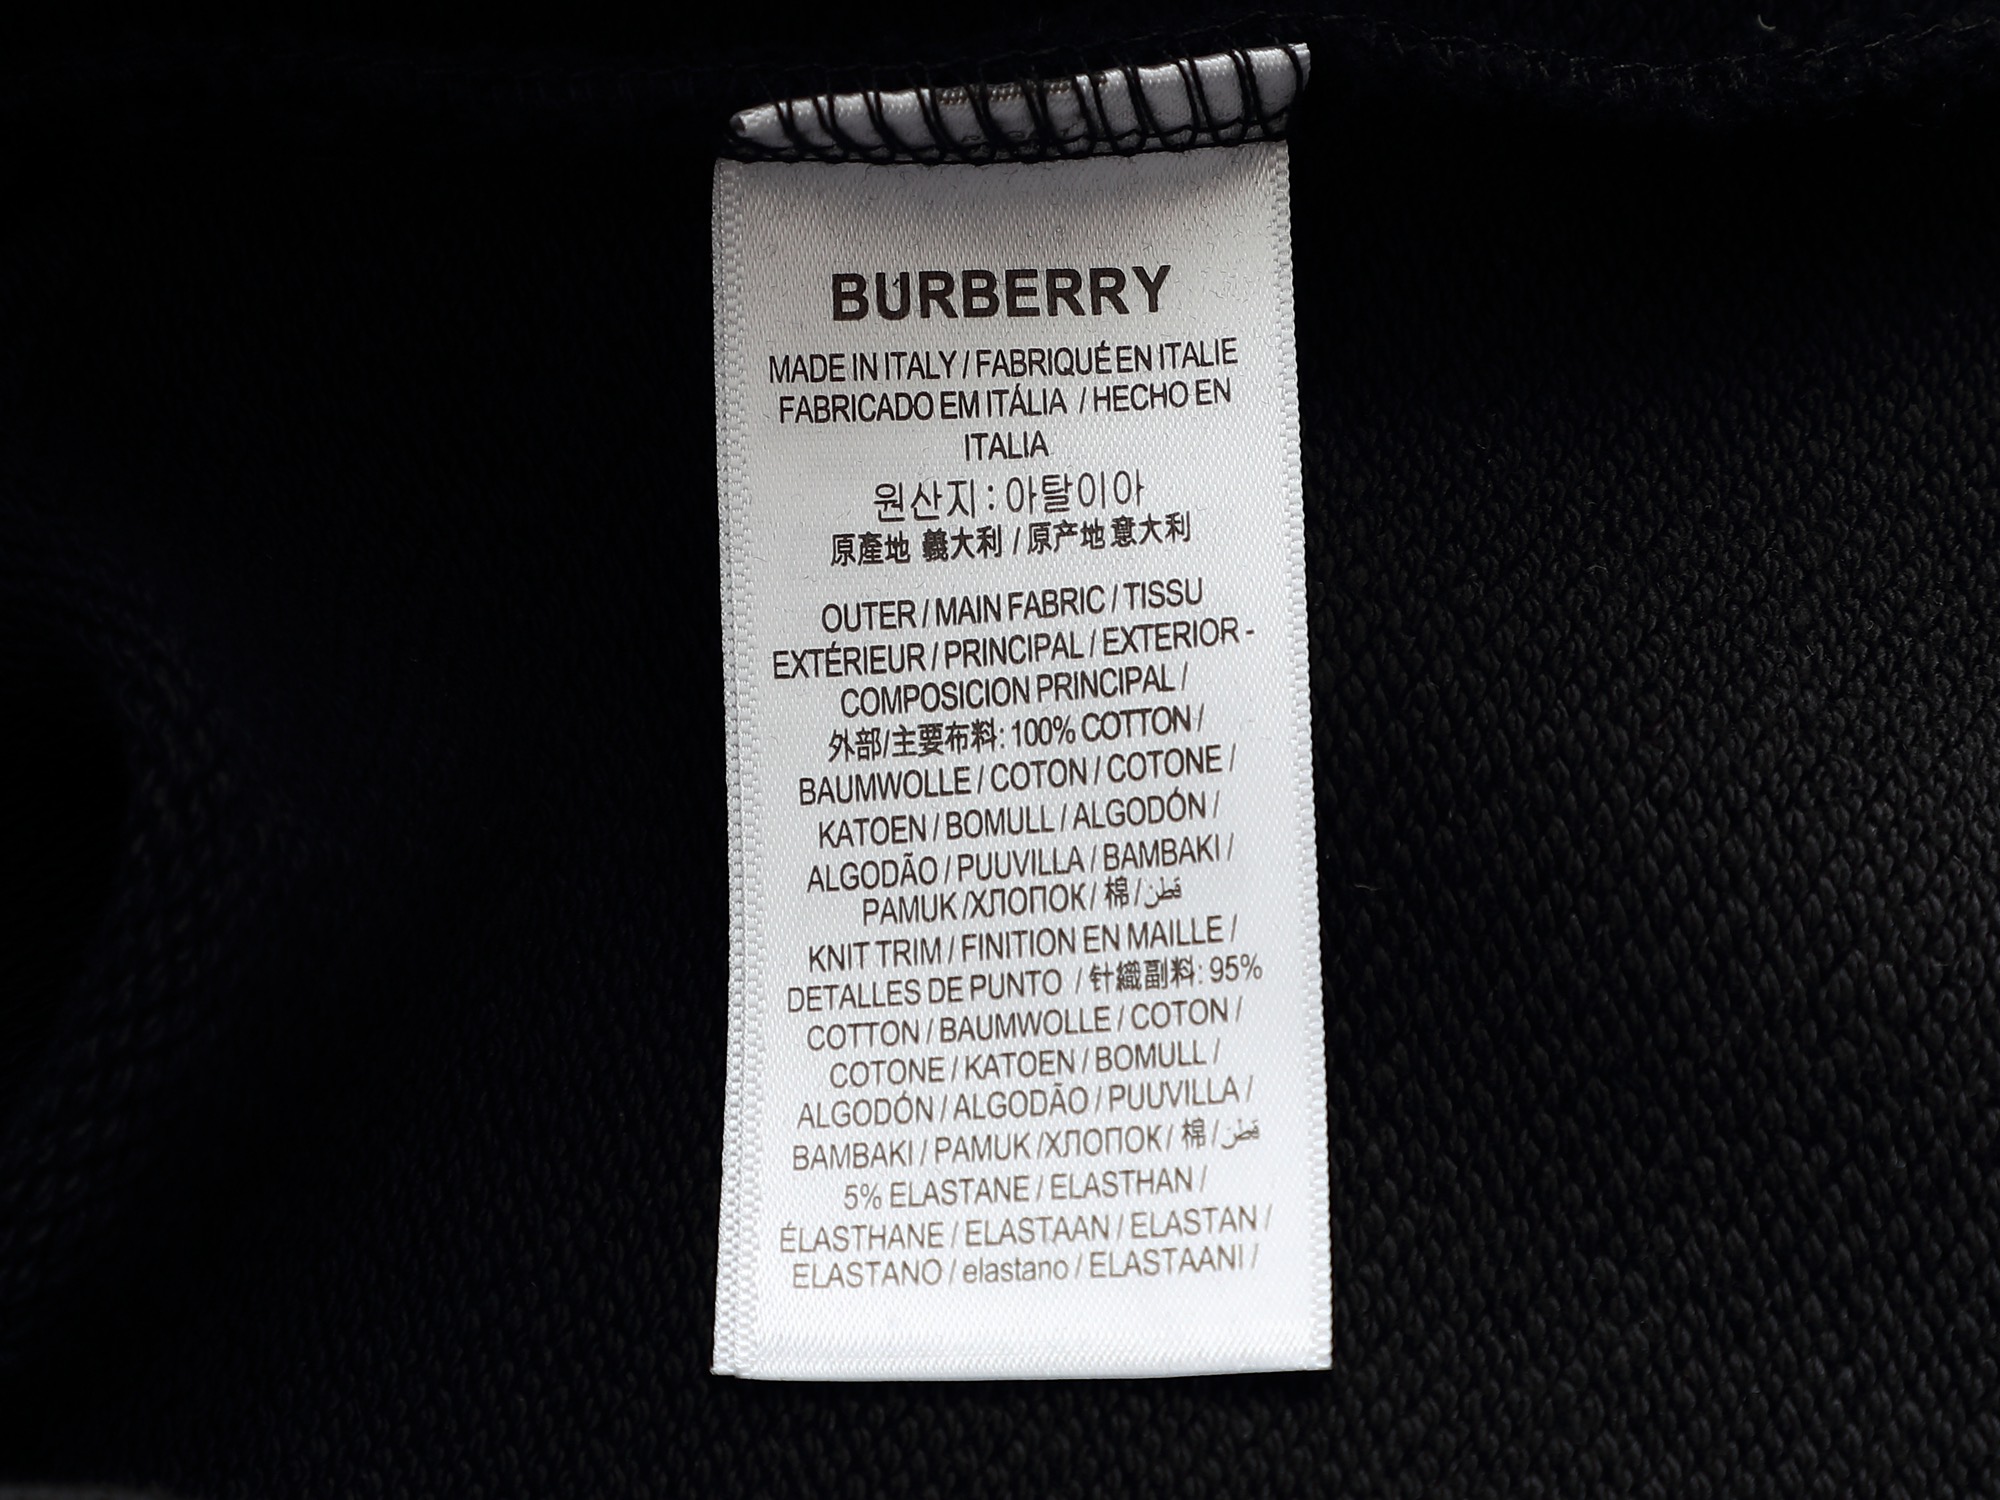 BURBERRY
MADE IN ITALY / FABRIQUÉ EN ITALIE
FABRICADO EM ITÁLIA / HECHO EN
ITALIA
원산지 : 아탈이아
原產地 義大利 / 原产地 意大利
OUTER / MAIN FABRIC / TISSU
EXTÉRIEUR / PRINCIPAL / EXTERIOR -
COMPOSICION PRINCIPAL /
外部/主要布料: 100% COTTON /
BAUMWOLLE / COTON / COTONE /
KATOEN / BOMULL / ALGODÓN /
ALGODÃO / PUUVILLA / BAMBAKI /
PAMUK /ХЛОПОК/ 棉 / قطن
KNIT TRIM / FINITION EN MAILLE /
DETALLES DE PUNTO / 针織副料: 95%
COTTON / BAUMWOLLE / COTON /
COTONE / KATOEN / BOMULL /
ALGODÓN / ALGODÃO / PUUVILLA /
BAMBAKI / PAMUK /ХЛОПОК/ 棉 / قطن
5% ELASTANE / ELASTHAN /
ÉLASTHANE / ELASTAAN / ELASTAN /
ELASTANO / elastano / ELASTAANI /